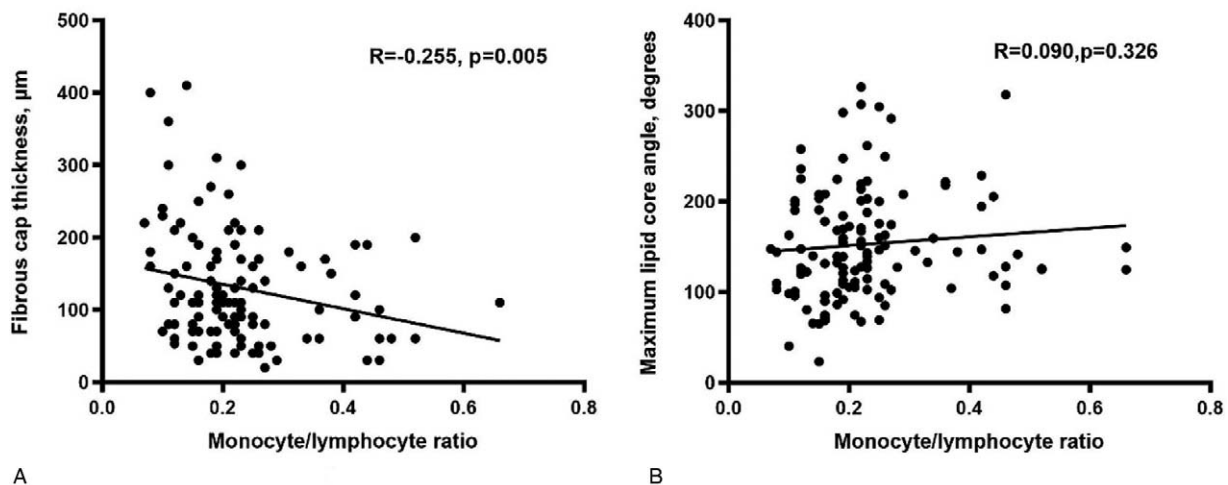 500
400
300
200
100
0
0.0
0.2
0.4
0.6
0.8
Fibrous cap thickness, μm
Monocyte/lymphocyte ratio
R=-0.255, p=0.005
A
400
300
200
100
0
0.0
0.2
0.4
0.6
0.8
Maximum lipid core angle, degrees
Monocyte/lymphocyte ratio
R=0.090,p=0.326
B